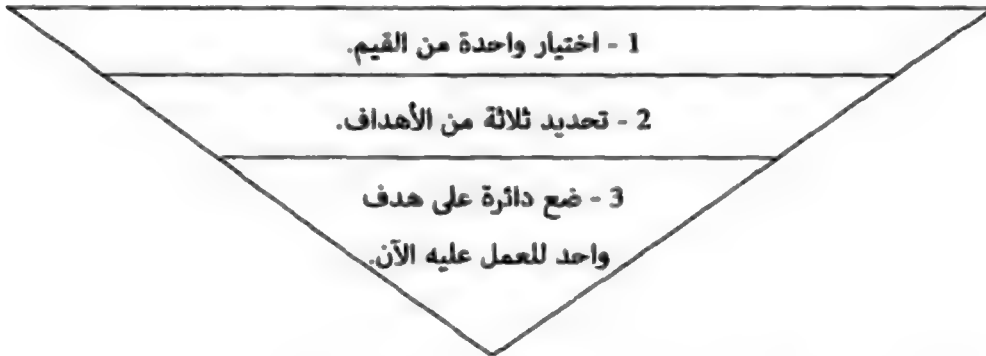 1 - اختيار واحدة من القيم.
2 - تحديد ثلاثة من الأهداف.
3 - ضع دائرة على هدف
واحد للعمل عليه الآن.